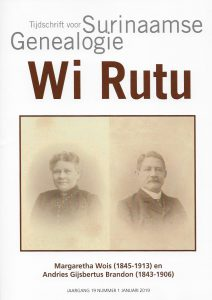 Tijdschrift voor Surinaamse
Genealogie
Wi Rutu
Margaretha Wois (1845-1913) en
Andries Gijsbertus Brandon (1843-1906)
JAARGANG 19 NUMMER 1 JANUARI 2019